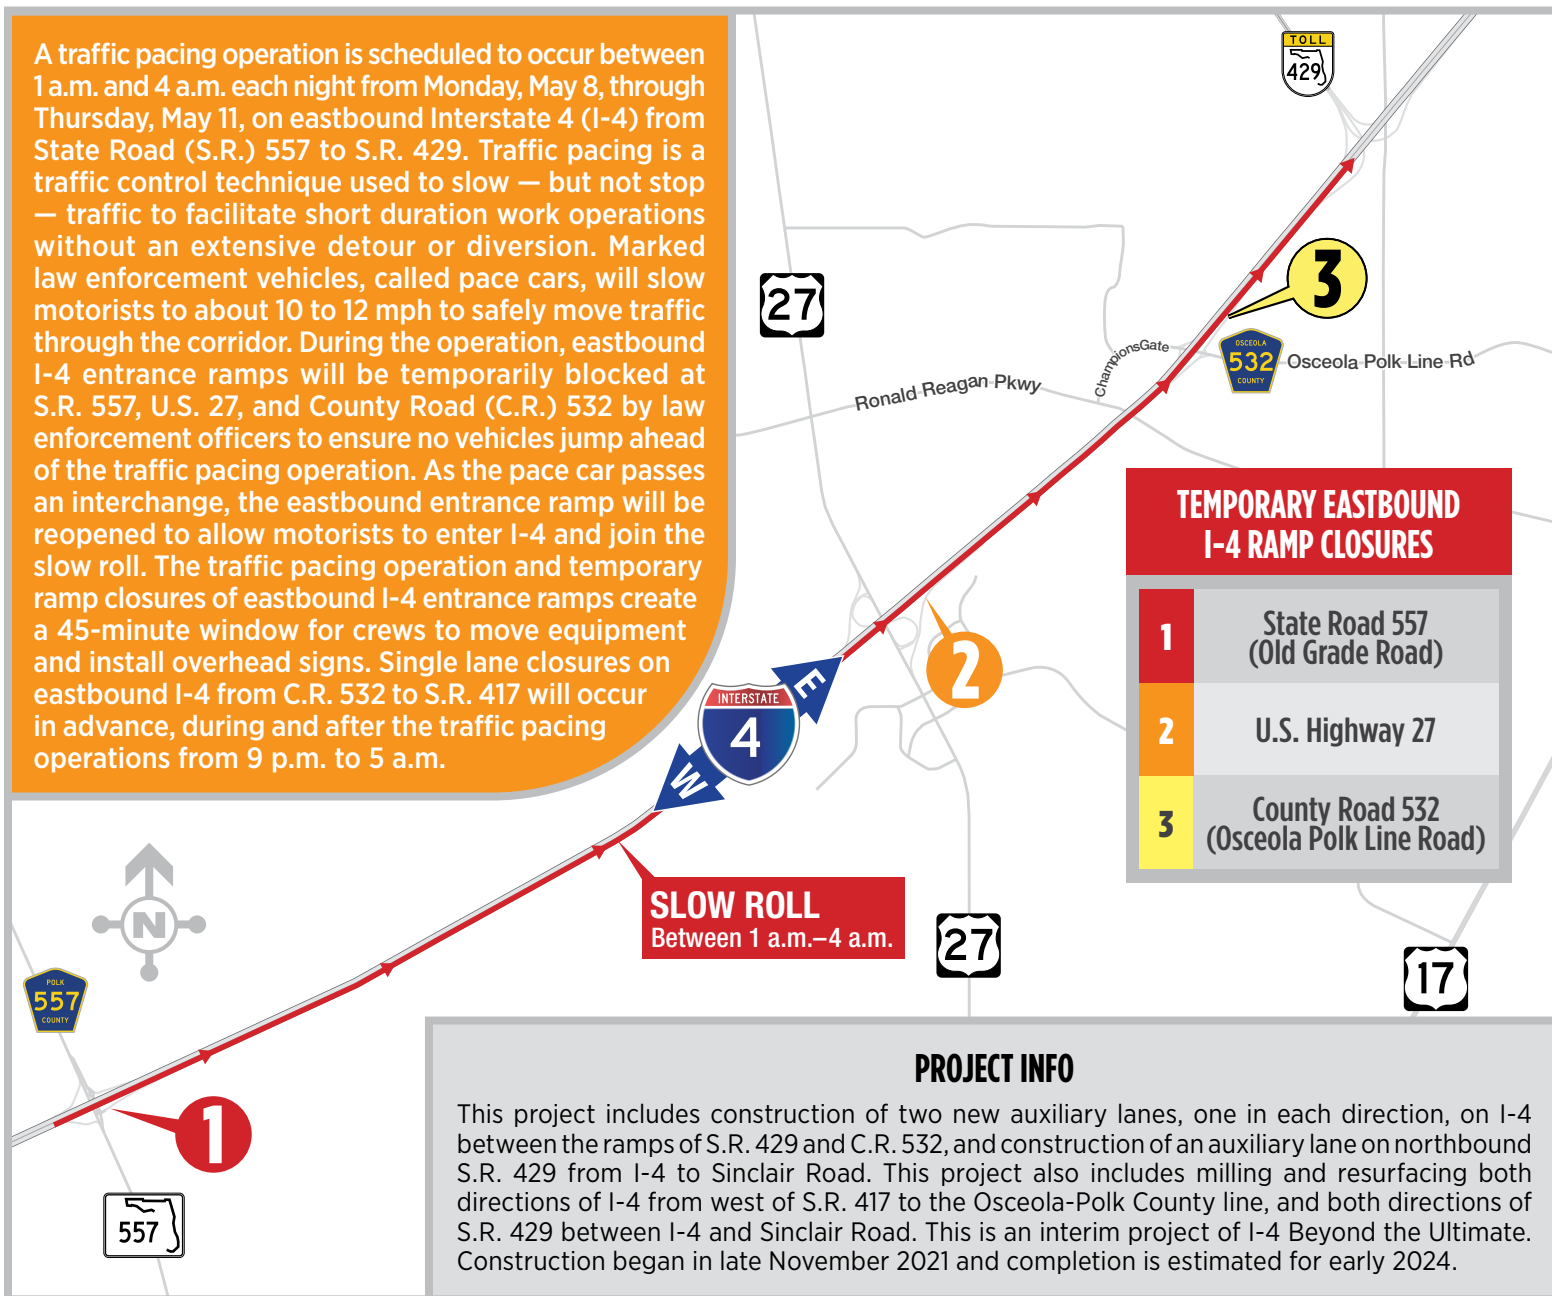 A traffic pacing operation is scheduled to occur between
1 a.m. and 4 a.m. each night from Monday, May 8, through
Thursday, May 11, on eastbound Interstate 4 (I-4) from
State Road (S.R.) 557 to S.R. 429. Traffic pacing is a
traffic control technique used to slow — but not stop
— traffic to facilitate short duration work operations
without an extensive detour or diversion. Marked
law enforcement vehicles, called pace cars, will slow
motorists to about 10 to 12 mph to safely move traffic
through the corridor. During the operation, eastbound
I-4 entrance ramps will be temporarily blocked at
S.R. 557, U.S. 27, and County Road (C.R.) 532 by law
enforcement officers to ensure no vehicles jump ahead
of the traffic pacing operation. As the pace car passes
an interchange, the eastbound entrance ramp will be
reopened to allow motorists to enter I-4 and join the
slow roll. The traffic pacing operation and temporary
ramp closures of eastbound I-4 entrance ramps create
a 45-minute window for crews to move equipment
and install overhead signs. Single lane closures on
eastbound I-4 from C.R. 532 to S.R. 417 will occur
in advance, during and after the traffic pacing
operations from 9 p.m. to 5 a.m.
TOLL
429
27
3
OSCEOLA
532
COUNTY
Osceola Polk Line Rd
ChampionsGate
Ronald Reagan Pkwy
TEMPORARY EASTBOUND
I-4 RAMP CLOSURES
1
State Road 557
(Old Grade Road)
2
U.S. Highway 27
3
County Road 532
(Osceola Polk Line Road)
2
E
INTERSTATE
4
W
SLOW ROLL
Between 1 a.m.–4 a.m.
N
27
17
POLK
557
COUNTY
1
557
PROJECT INFO
This project includes construction of two new auxiliary lanes, one in each direction, on I-4
between the ramps of S.R. 429 and C.R. 532, and construction of an auxiliary lane on northbound
S.R. 429 from I-4 to Sinclair Road. This project also includes milling and resurfacing both
directions of I-4 from west of S.R. 417 to the Osceola-Polk County line, and both directions of
S.R. 429 between I-4 and Sinclair Road. This is an interim project of I-4 Beyond the Ultimate.
Construction began in late November 2021 and completion is estimated for early 2024.